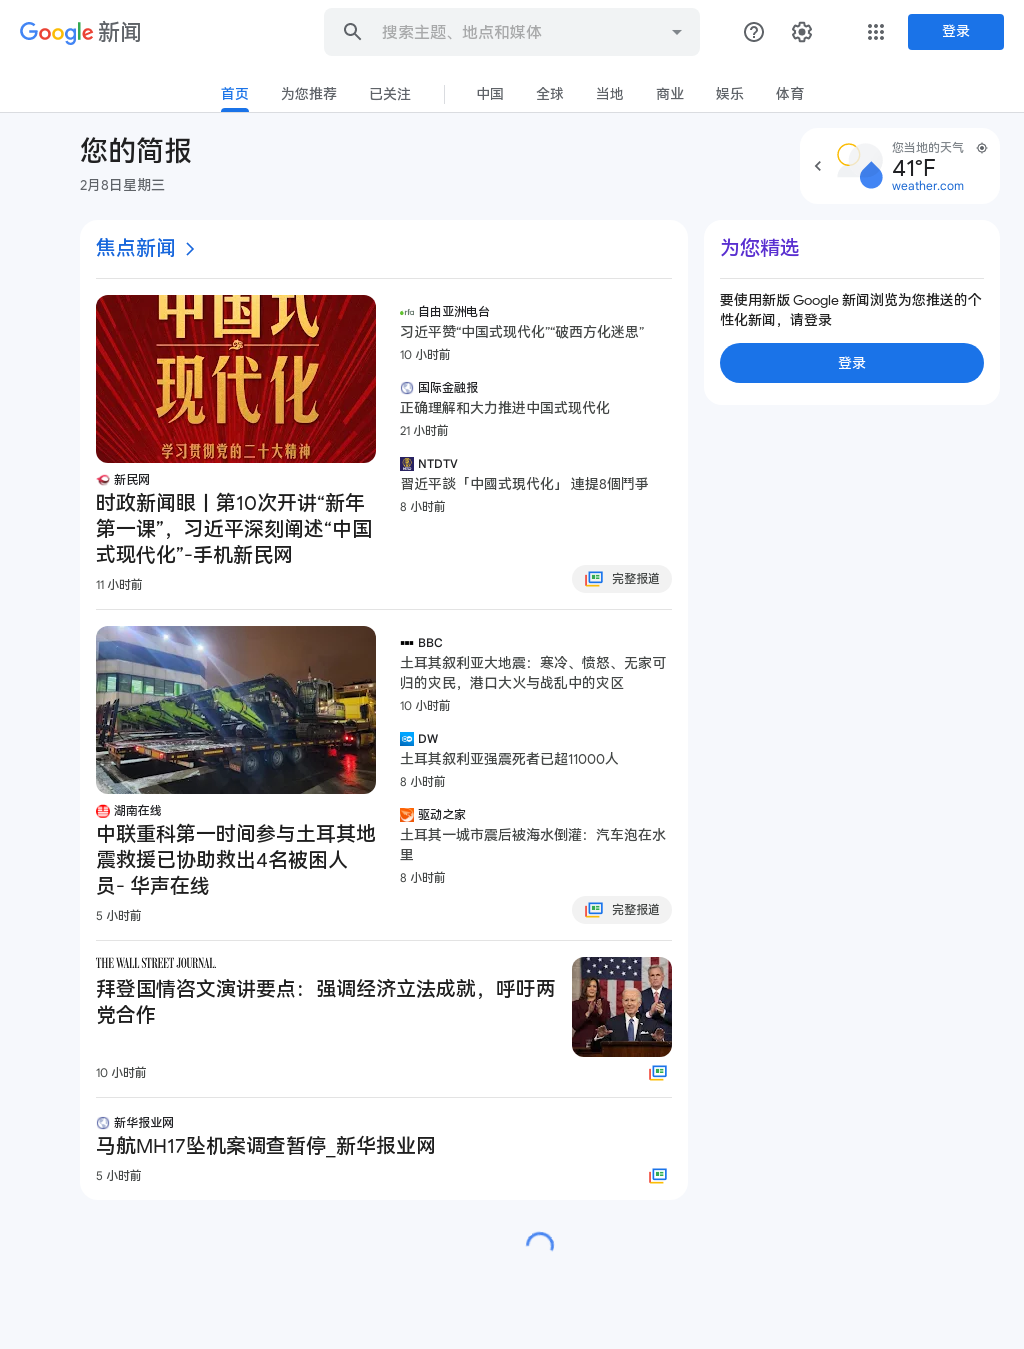 Google 新闻
搜索主题、地点和媒体
登录
首页
为您推荐
已关注
中国
全球
当地
商业
娱乐
体育
您的简报
2月8日星期三
您当地的天气
41°F
weather.com
焦点新闻
中国式
现代化
学习贯彻党的二十大精神
新民网
时政新闻眼丨第10次开讲“新年
第一课”，习近平深刻阐述“中国
式现代化”-手机新民网
11 小时前
rfa 自由亚洲电台
习近平赞“中国式现代化”“破西方化迷思”
10 小时前
国际金融报
正确理解和大力推进中国式现代化
21 小时前
NTDTV
習近平談「中國式現代化」 連提8個鬥爭
8 小时前
完整报道
湖南在线
中联重科第一时间参与土耳其地
震救援已协助救出4名被困人
员- 华声在线
5 小时前
BBC
土耳其叙利亚大地震：寒冷、愤怒、无家可
归的灾民，港口大火与战乱中的灾区
10 小时前
DW
土耳其叙利亚强震死者已超11000人
8 小时前
驱动之家
土耳其一城市震后被海水倒灌：汽车泡在水
里
8 小时前
完整报道
THE WALL STREET JOURNAL.
拜登国情咨文演讲要点：强调经济立法成就，呼吁两
党合作
10 小时前
新华报业网
马航MH17坠机案调查暂停_新华报业网
5 小时前
为您精选
要使用新版 Google 新闻浏览为您推送的个
性化新闻，请登录
登录